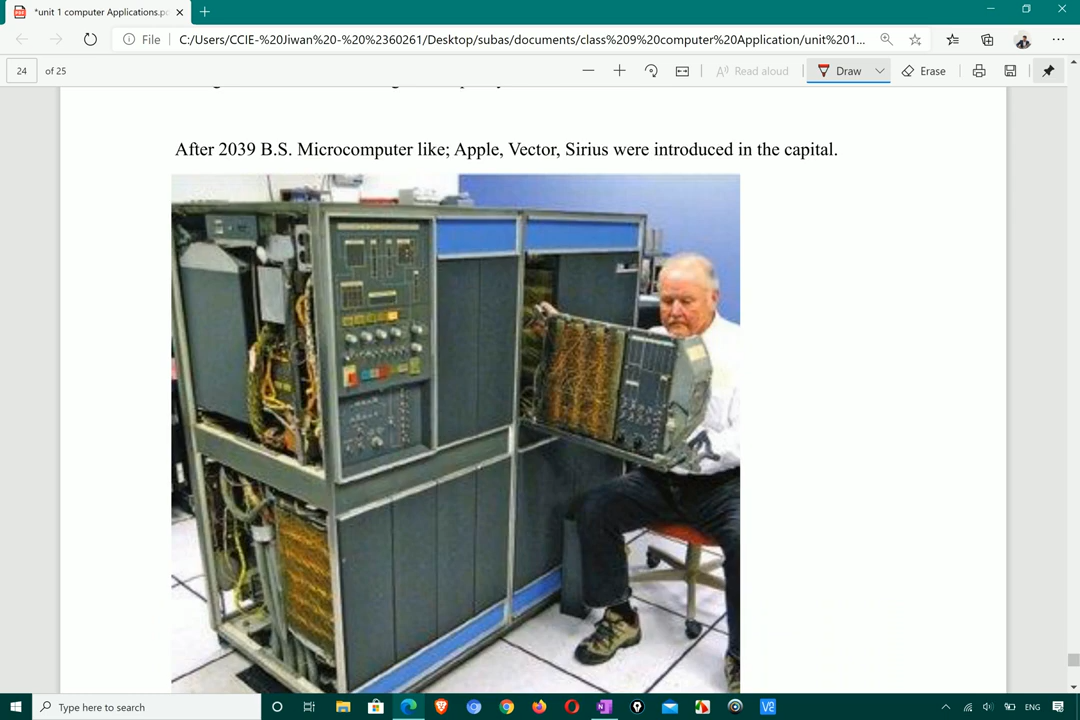 *unit 1 computer Applications.pd
File
C:/Users/CCIE-%20Jiwan%20-%20%2360261/Desktop/subas/documents/class%209%20computer%20Application/unit%201...
24 of 25
Read aloud
Draw
Erase
After 2039 B.S. Microcomputer like; Apple, Vector, Sirius were introduced in the capital.
Type here to search
ENG